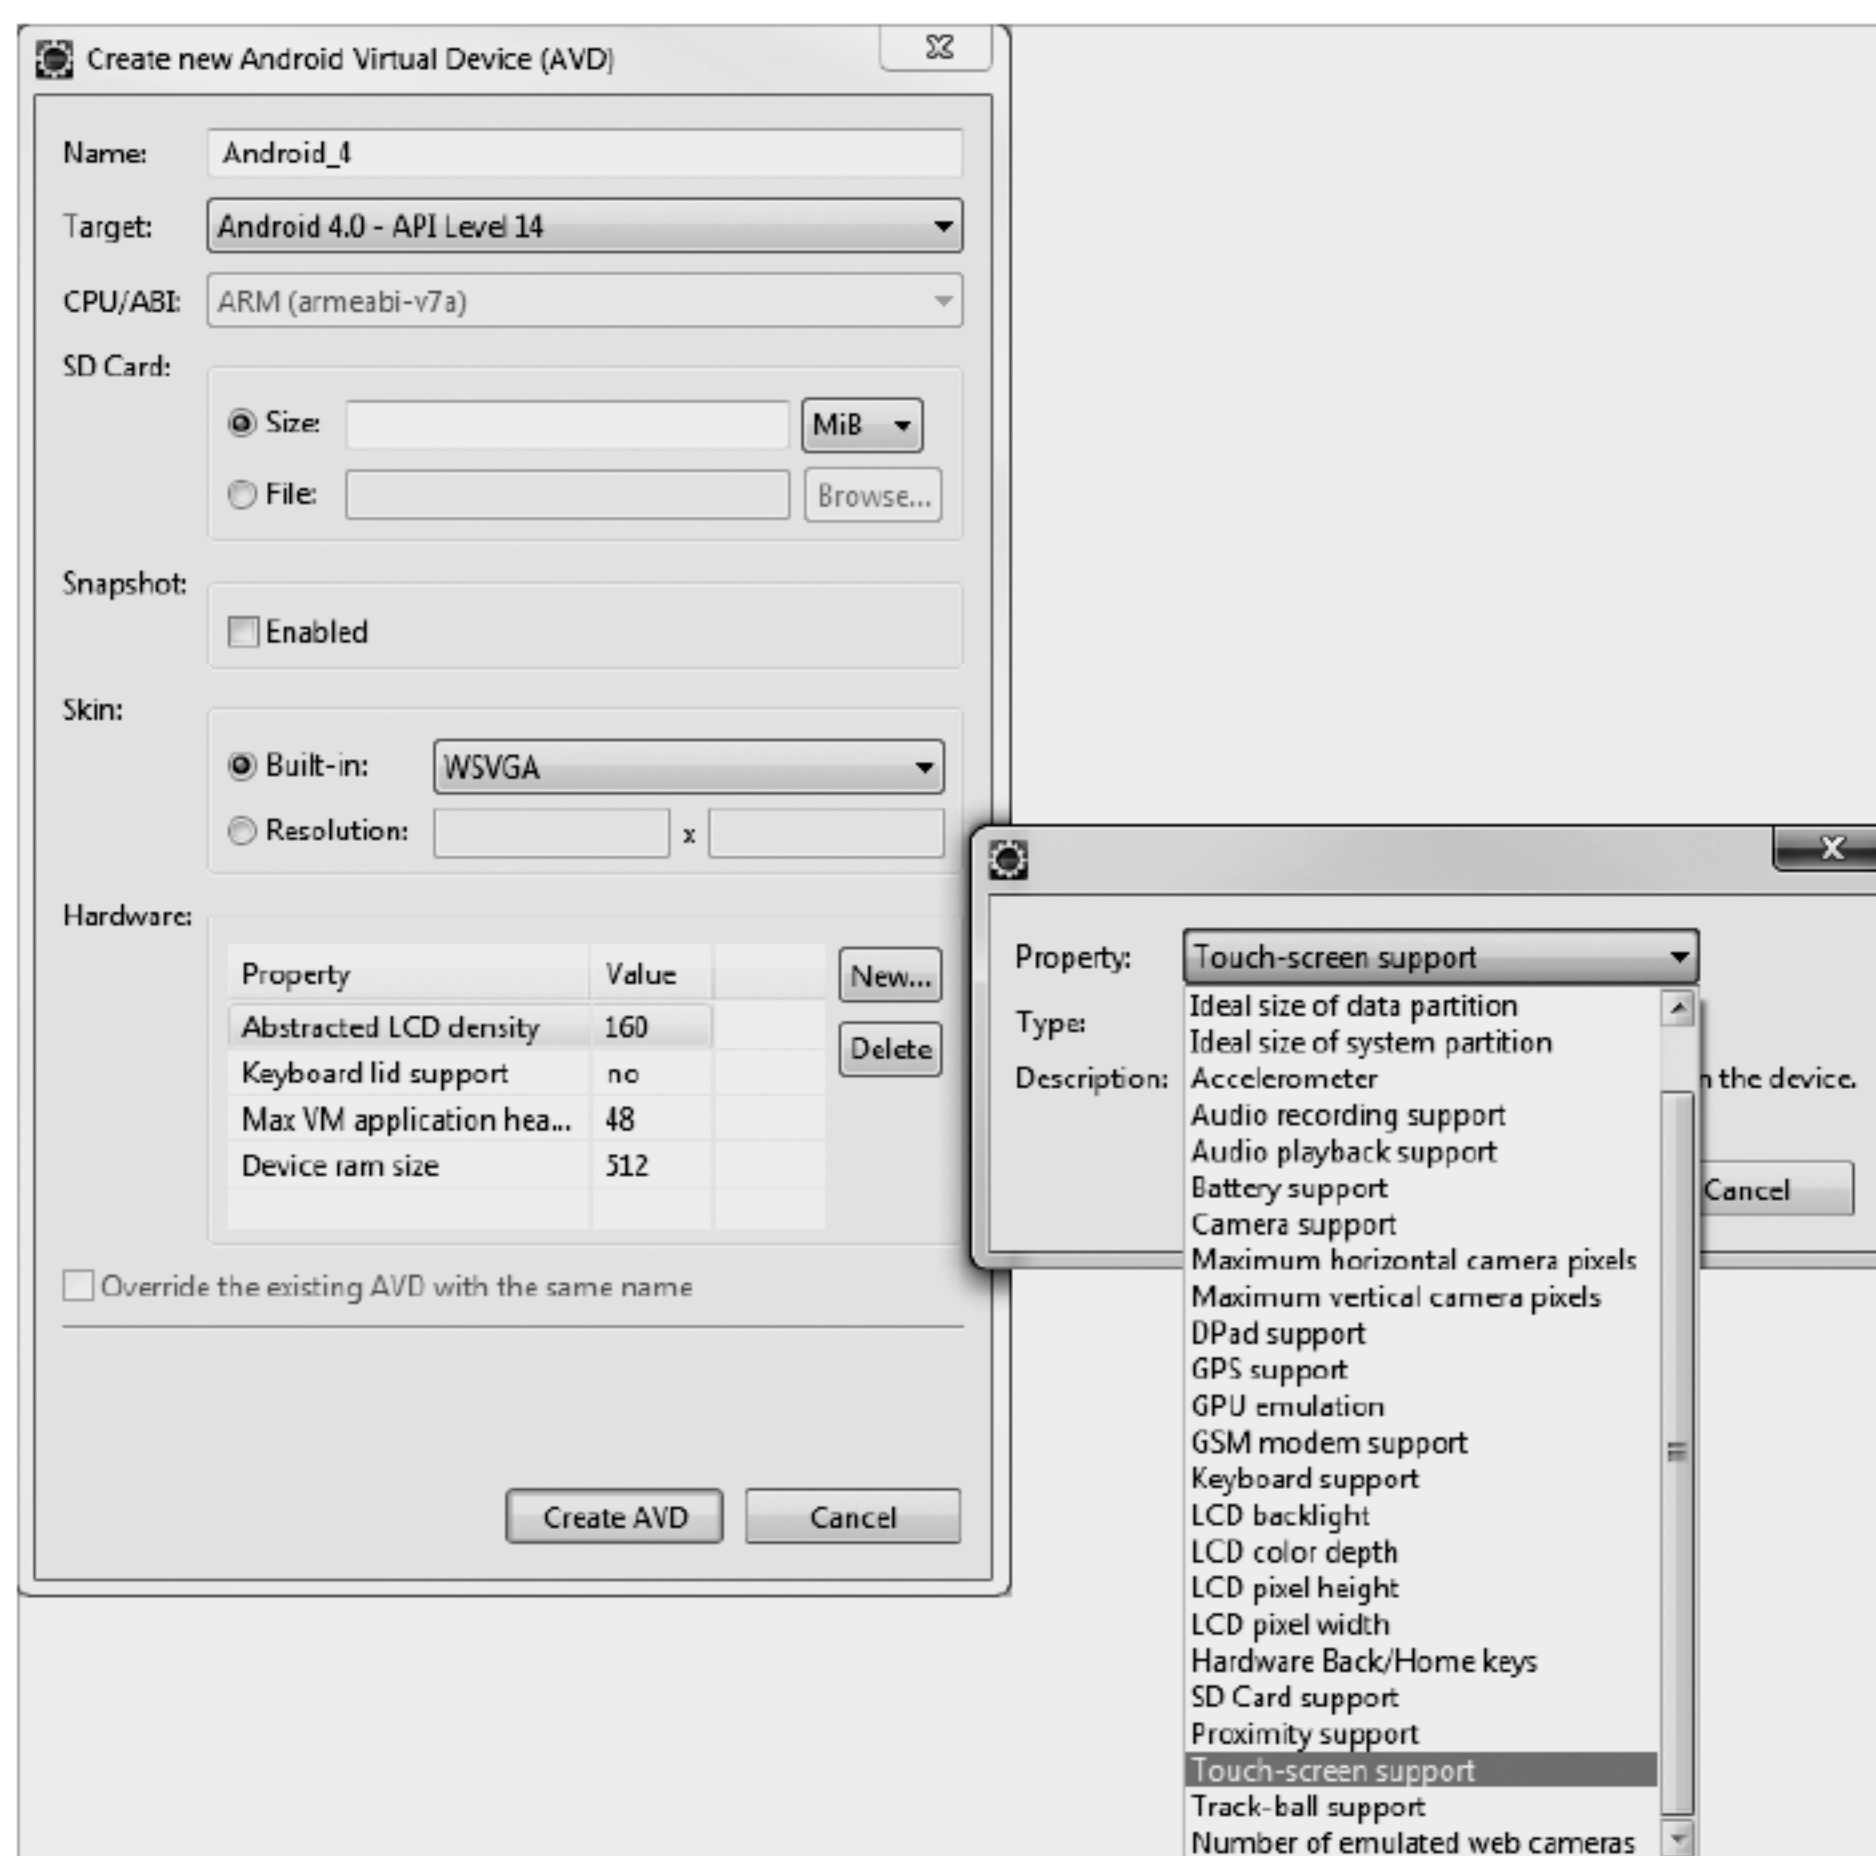 Create new Android Virtual Device (AVD)
Name: Android_4
Target: Android 4.0 - API Level 14
CPU/ABI: ARM (armeabi-v7a)
SD Card:
Size: MiB
File: Browse...
Snapshot:
Enabled
Skin:
Built-in: WSVGA
Resolution: x
Hardware:
Property Value New...
Abstracted LCD density 160
Keyboard lid support no Delete
Max VM application hea... 48
Device ram size 512
Override the existing AVD with the same name
Create AVD Cancel
X
Property: Touch-screen support
Type:
Description: the device.
Cancel
Ideal size of data partition
Ideal size of system partition
Accelerometer
Audio recording support
Audio playback support
Battery support
Camera support
Maximum horizontal camera pixels
Maximum vertical camera pixels
DPad support
GPS support
GPU emulation
GSM modem support
Keyboard support
LCD backlight
LCD color depth
LCD pixel height
LCD pixel width
Hardware Back/Home keys
SD Card support
Proximity support
Touch-screen support
Track-ball support
Number of emulated web cameras